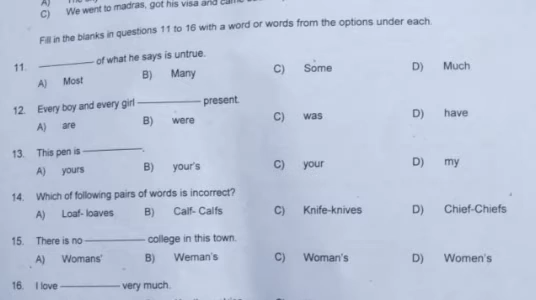 A)
C) We went to madras, got his visa and came
Fill in the blanks in questions 11 to 16 with a word or words from the options under each.
11. ________ of what he says is untrue.
A) Most B) Many C) Some D) Much
12. Every boy and every girl ________ present.
A) are B) were C) was D) have
13. This pen is ________.
A) yours B) your's C) your D) my
14. Which of following pairs of words is incorrect?
A) Loaf- loaves B) Calf- Calfs C) Knife-knives D) Chief-Chiefs
15. There is no ________ college in this town.
A) Womans' B) Weman's C) Woman's D) Women's
16. I love ________ very much.